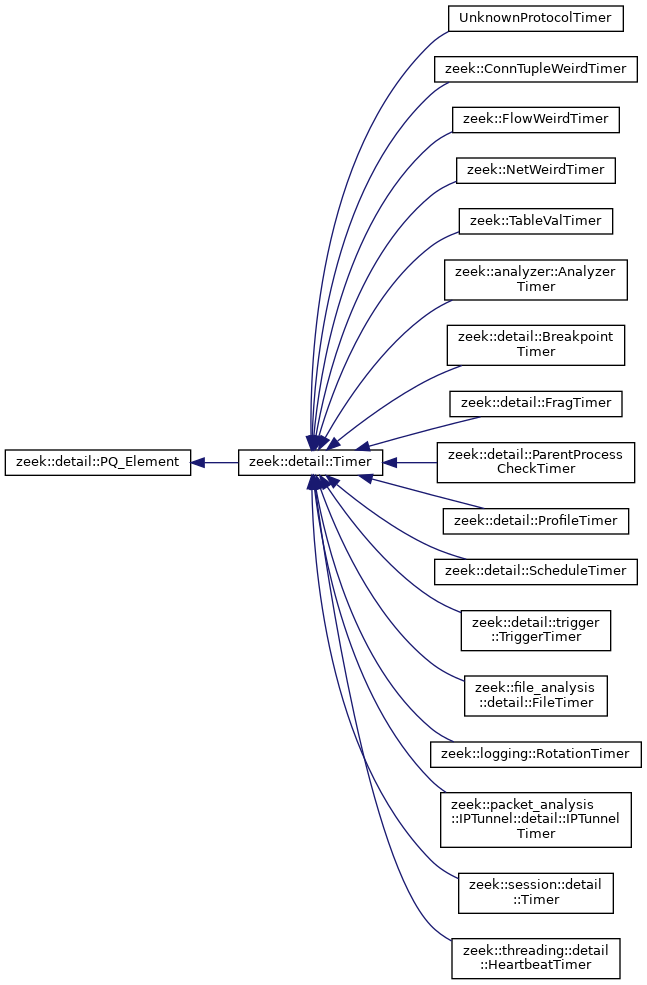 UnknownProtocolTimer
zeek::ConnTupleWeirdTimer
zeek::FlowWeirdTimer
zeek::NetWeirdTimer
zeek::TableValTimer
zeek::analyzer::Analyzer
Timer
zeek::detail::Breakpoint
Timer
zeek::detail::FragTimer
zeek::detail::PQ_Element
zeek::detail::Timer
zeek::detail::ParentProcess
CheckTimer
zeek::detail::ProfileTimer
zeek::detail::ScheduleTimer
zeek::detail::trigger
::TriggerTimer
zeek::file_analysis
::detail::FileTimer
zeek::logging::RotationTimer
zeek::packet_analysis
::IPTunnel::detail::IPTunnel
Timer
zeek::session::detail
::Timer
zeek::threading::detail
::HeartbeatTimer